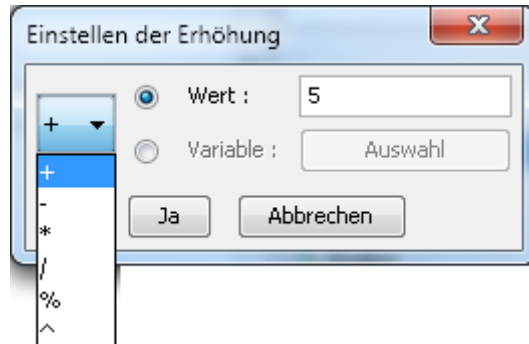 Einstellen der Erhöhung
Wert :
5
+
Variable :
Auswahl
+
-
Ja
Abbrechen
*
/
%
^